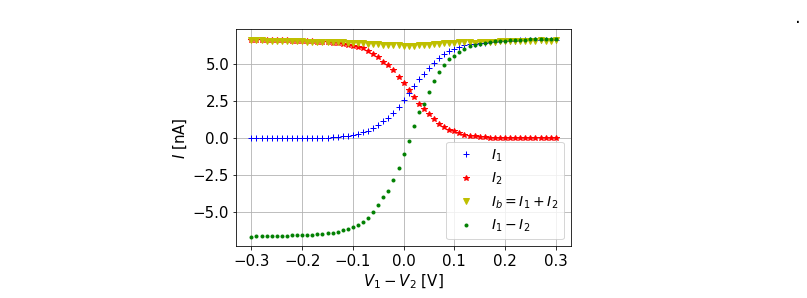 .
5.0
2.5
0.0
−2.5
−5.0
I [nA]
I₁
I₂
I_b = I₁ + I₂
I₁ − I₂
−0.3 −0.2 −0.1 0.0 0.1 0.2 0.3
V₁ − V₂ [V]